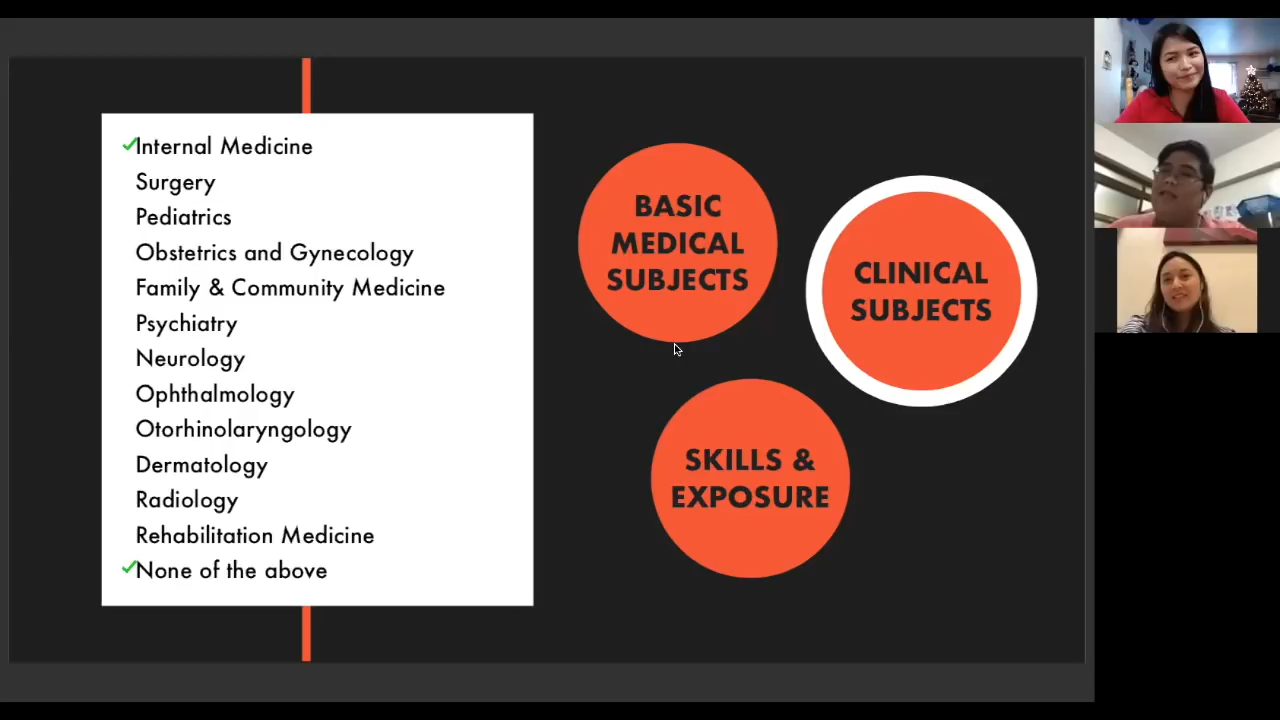 Internal Medicine
Surgery
Pediatrics
Obstetrics and Gynecology
Family & Community Medicine
Psychiatry
Neurology
Ophthalmology
Otorhinolaryngology
Dermatology
Radiology
Rehabilitation Medicine
None of the above
BASIC
MEDICAL
SUBJECTS
CLINICAL
SUBJECTS
SKILLS &
EXPOSURE